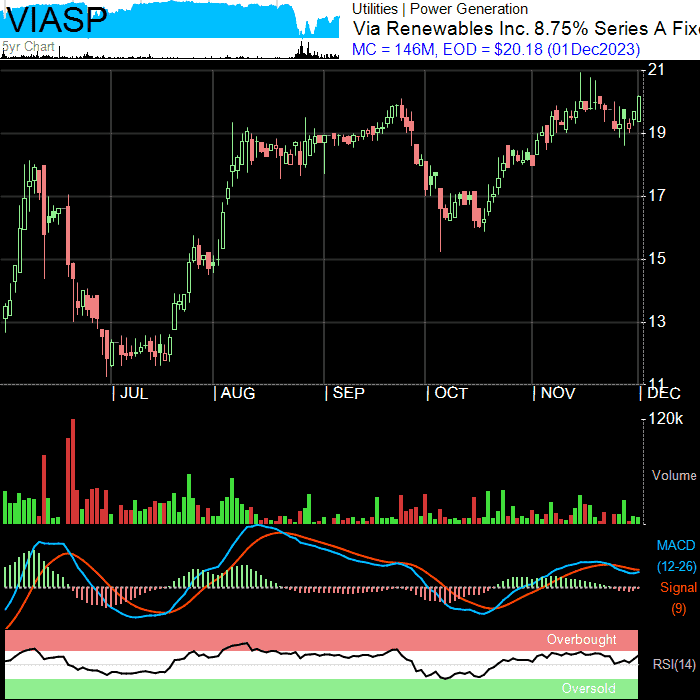 VIASP
5yr Chart
Utilities | Power Generation
Via Renewables Inc. 8.75% Series A Fixe
MC = 146M, EOD = $20.18 (01Dec2023)
21
19
17
15
13
11
JUL
AUG
SEP
OCT
NOV
DEC
120k
Volume
MACD
(12-26)
Signal
(9)
Overbought
RSI(14)
Oversold